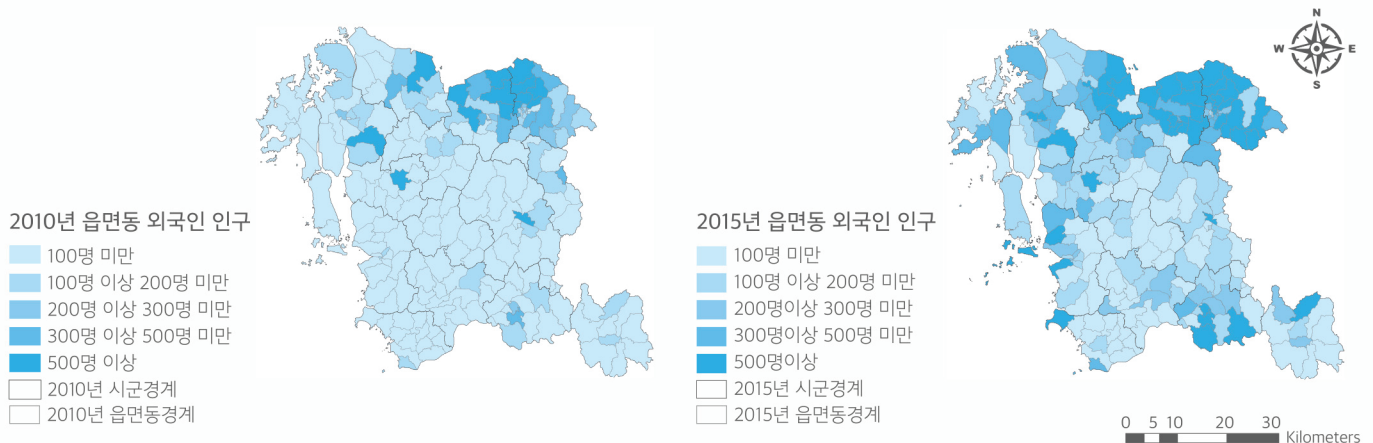 2010년 읍면동 외국인 인구
100명 미만
100명 이상 200명 미만
200명 이상 300명 미만
300명 이상 500명 미만
500명 이상
2010년 시군경계
2010년 읍면동경계
2015년 읍면동 외국인 인구
100명 미만
100명 이상 200명 미만
200명이상 300명 미만
300명이상 500명 미만
500명이상
2015년 시군경계
2015년 읍면동경계
N
W E
S
0 5 10 20 30
Kilometers